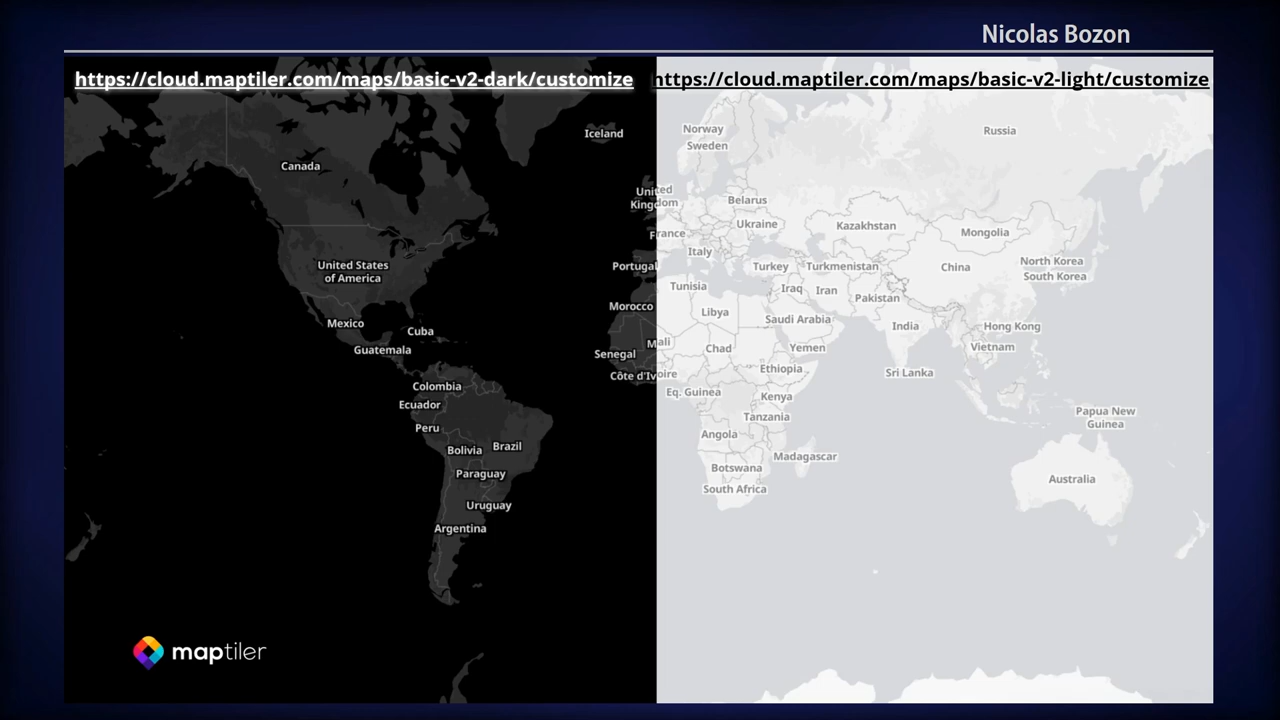 Nicolas Bozon
https://cloud.maptiler.com/maps/basic-v2-dark/customize
https://cloud.maptiler.com/maps/basic-v2-light/customize
Iceland
Norway
Sweden
Russia
Canada
United
Kingdom
Belarus
Ukraine
Kazakhstan
Mongolia
France
Italy
United States
of America
Portugal
Turkey
Turkmenistan
China
North Korea
South Korea
Tunisia
Iraq
Iran
Pakistan
Morocco
Libya
Saudi Arabia
India
Hong Kong
Mexico
Cuba
Guatemala
Senegal
Mali
Chad
Yemen
Vietnam
Côte d'Ivoire
Ethiopia
Sri Lanka
Colombia
Eq. Guinea
Kenya
Ecuador
Tanzania
Papua New
Guinea
Peru
Angola
Bolivia
Brazil
Madagascar
Paraguay
Botswana
Australia
South Africa
Uruguay
Argentina
maptiler